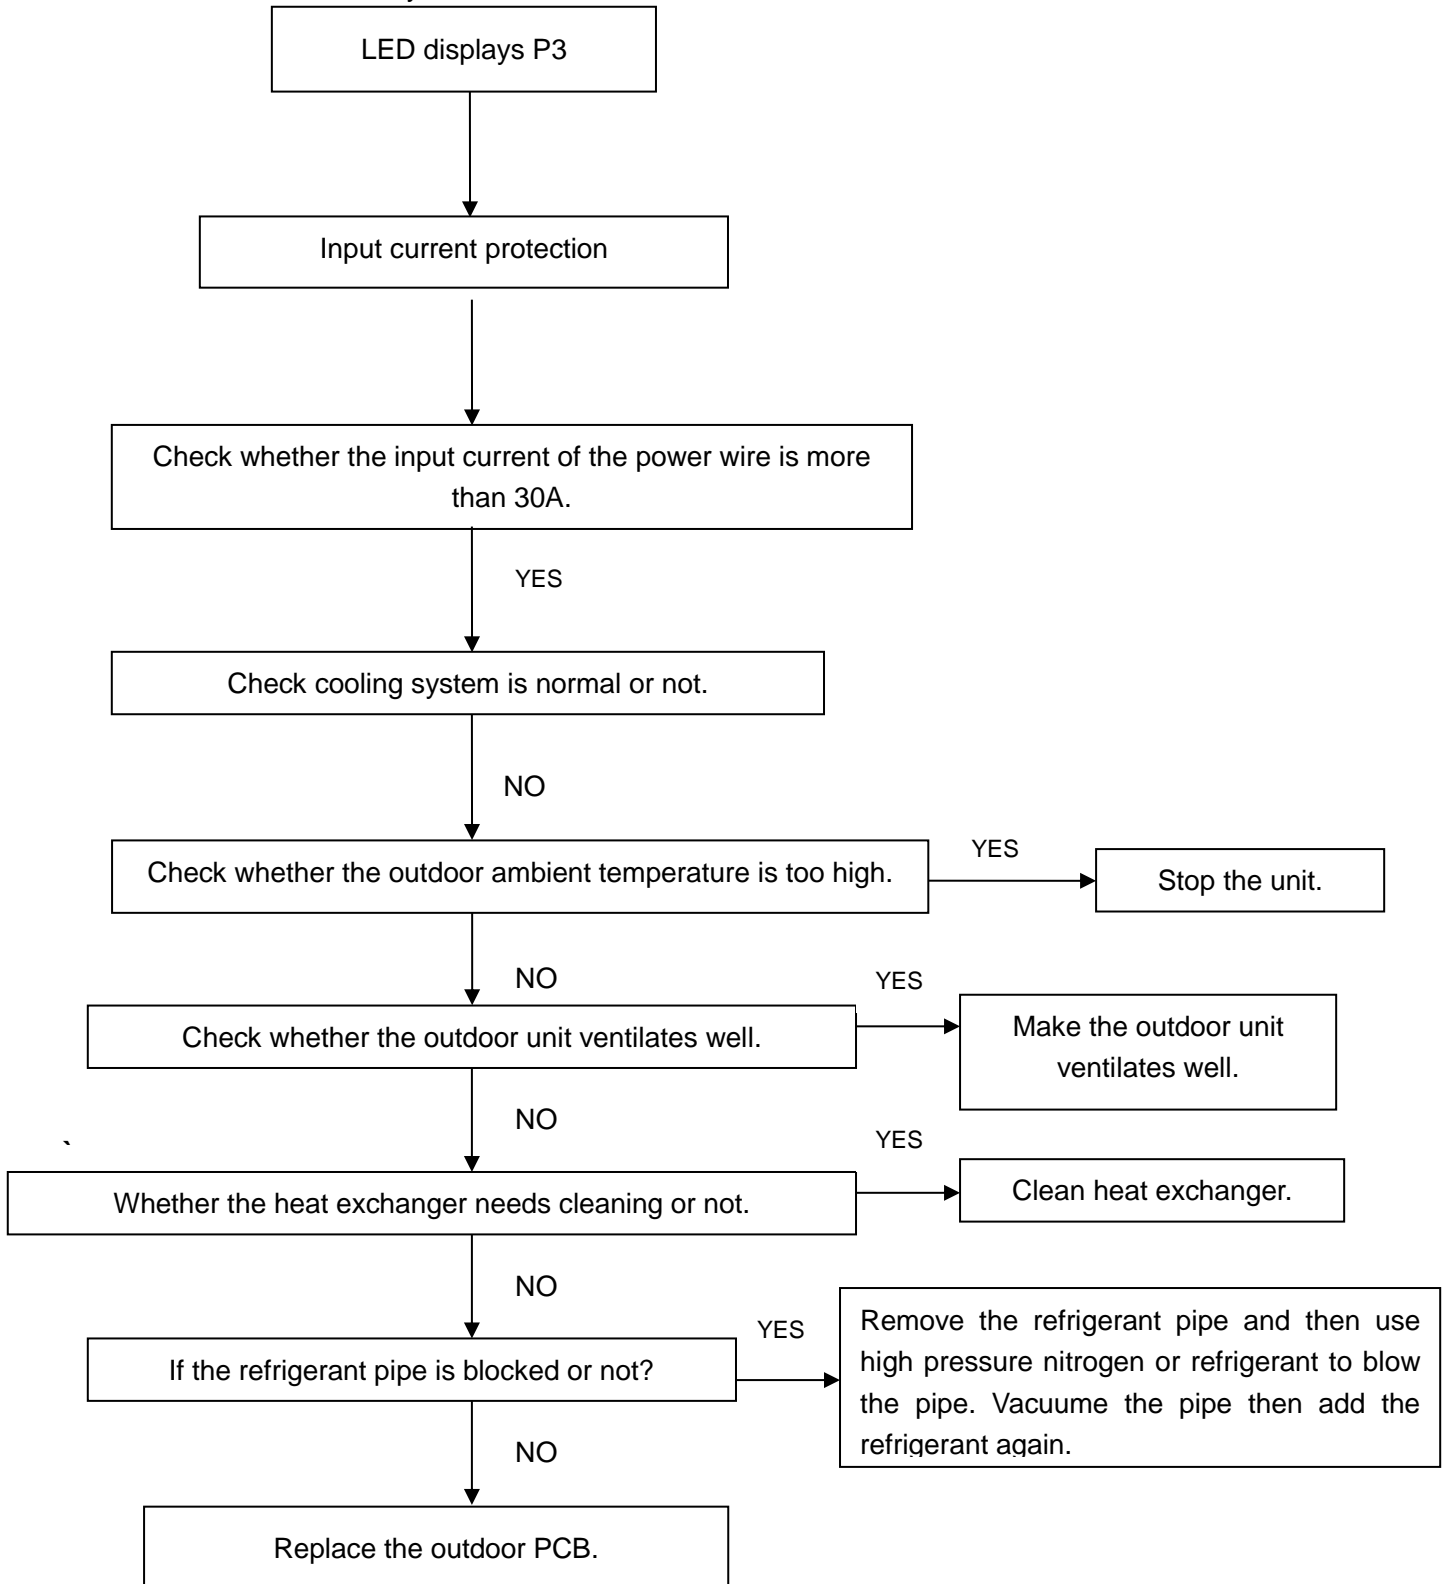 LED displays P3
Input current protection
Check whether the input current of the power wire is more
than 30A.
YES
Check cooling system is normal or not.
NO
Check whether the outdoor ambient temperature is too high.
YES
Stop the unit.
NO
YES
Check whether the outdoor unit ventilates well.
Make the outdoor unit
ventilates well.
NO
YES
`
Whether the heat exchanger needs cleaning or not.
Clean heat exchanger.
NO
YES
If the refrigerant pipe is blocked or not?
Remove the refrigerant pipe and then use
high pressure nitrogen or refrigerant to blow
the pipe. Vacuume the pipe then add the
refrigerant again.
NO
Replace the outdoor PCB.